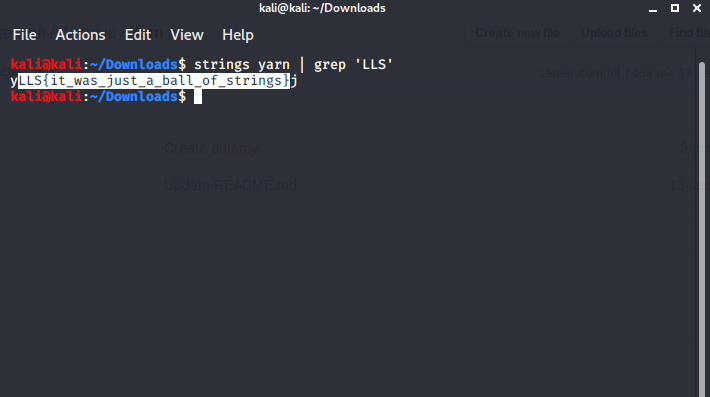 kali@kali: ~/Downloads
File Actions Edit View Help
kali@kali:~/Downloads$ strings yarn | grep 'LLS'
yLLS{it_was_just_a_ball_of_strings}j
kali@kali:~/Downloads$
Create new file Upload files Find file
Latest commit
Create dummy
Update README.md